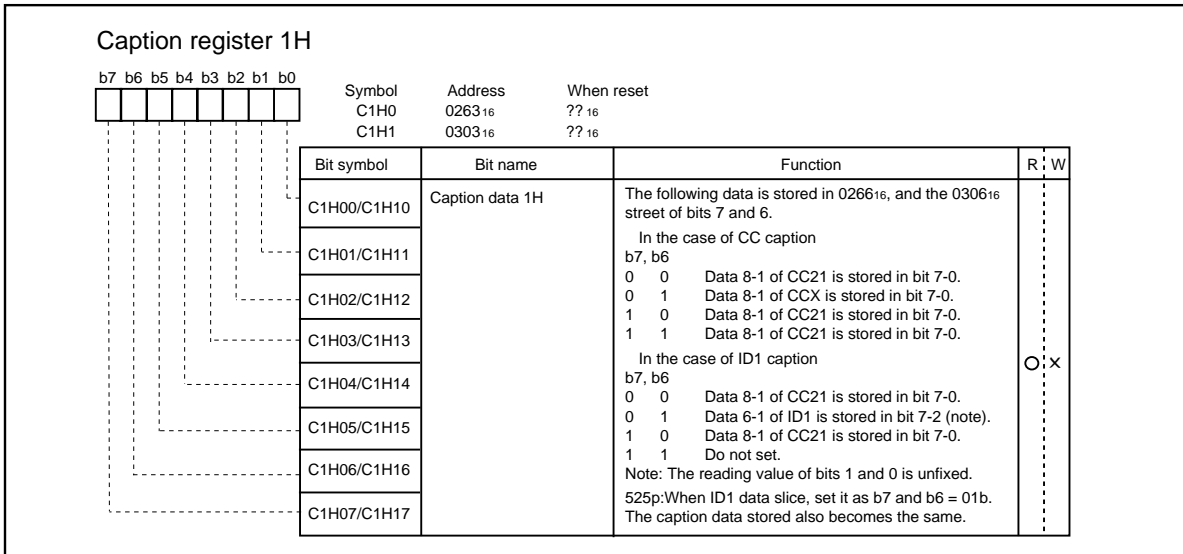 Caption register 1H
b7 b6 b5 b4 b3 b2 b1 b0
Symbol Address When reset
C1H0 026316 ??16
C1H1 030316 ??16
Bit symbol Bit name Function R W
C1H00/C1H10
C1H01/C1H11
C1H02/C1H12
C1H03/C1H13
C1H04/C1H14
C1H05/C1H15
C1H06/C1H16
C1H07/C1H17
Caption data 1H
The following data is stored in 026616, and the 030616
street of bits 7 and 6.
In the case of CC caption
b7, b6
0 0 Data 8-1 of CC21 is stored in bit 7-0.
0 1 Data 8-1 of CCX is stored in bit 7-0.
1 0 Data 8-1 of CC21 is stored in bit 7-0.
1 1 Data 8-1 of CC21 is stored in bit 7-0.
In the case of ID1 caption
b7, b6
0 0 Data 8-1 of CC21 is stored in bit 7-0.
0 1 Data 6-1 of ID1 is stored in bit 7-2 (note).
1 0 Data 8-1 of CC21 is stored in bit 7-0.
1 1 Do not set.
Note: The reading value of bits 1 and 0 is unfixed.
525p:When ID1 data slice, set it as b7 and b6 = 01b.
The caption data stored also becomes the same.
O x